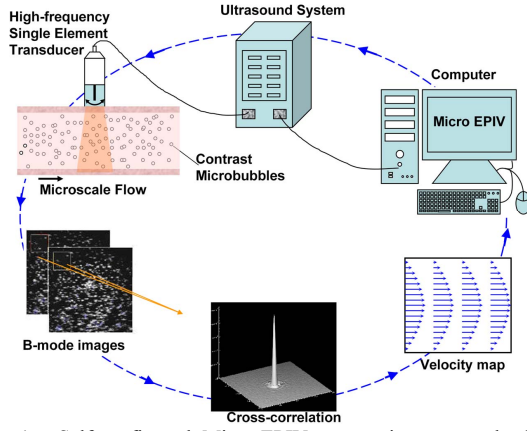 High-frequency
Single Element
Transducer
Ultrasound System
Computer
Micro EPIV
Contrast
Microbubbles
Microscale Flow
B-mode images
Cross-correlation
Velocity map